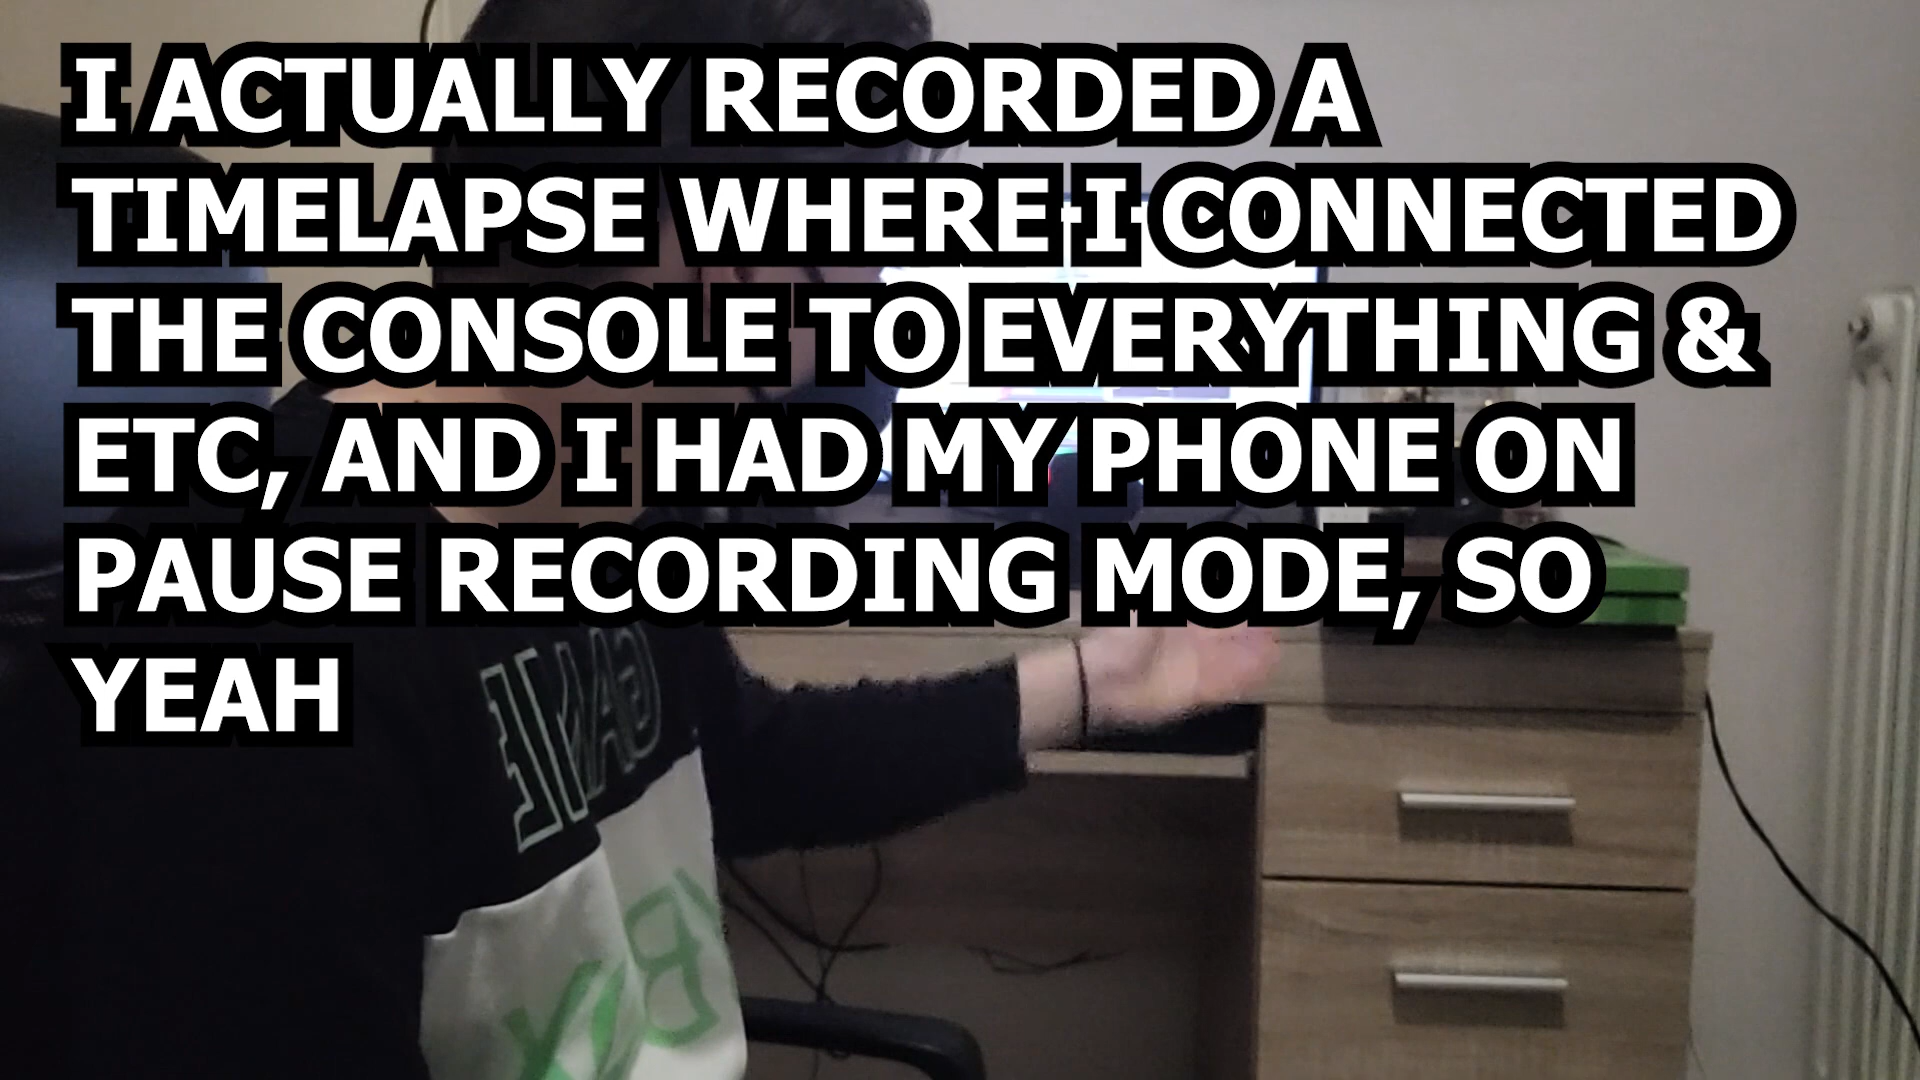 I ACTUALLY RECORDED A
TIMELAPSE WHERE I CONNECTED
THE CONSOLE TO EVERYTHING &
ETC, AND I HAD MY PHONE ON
PAUSE RECORDING MODE, SO
YEAH
GAME